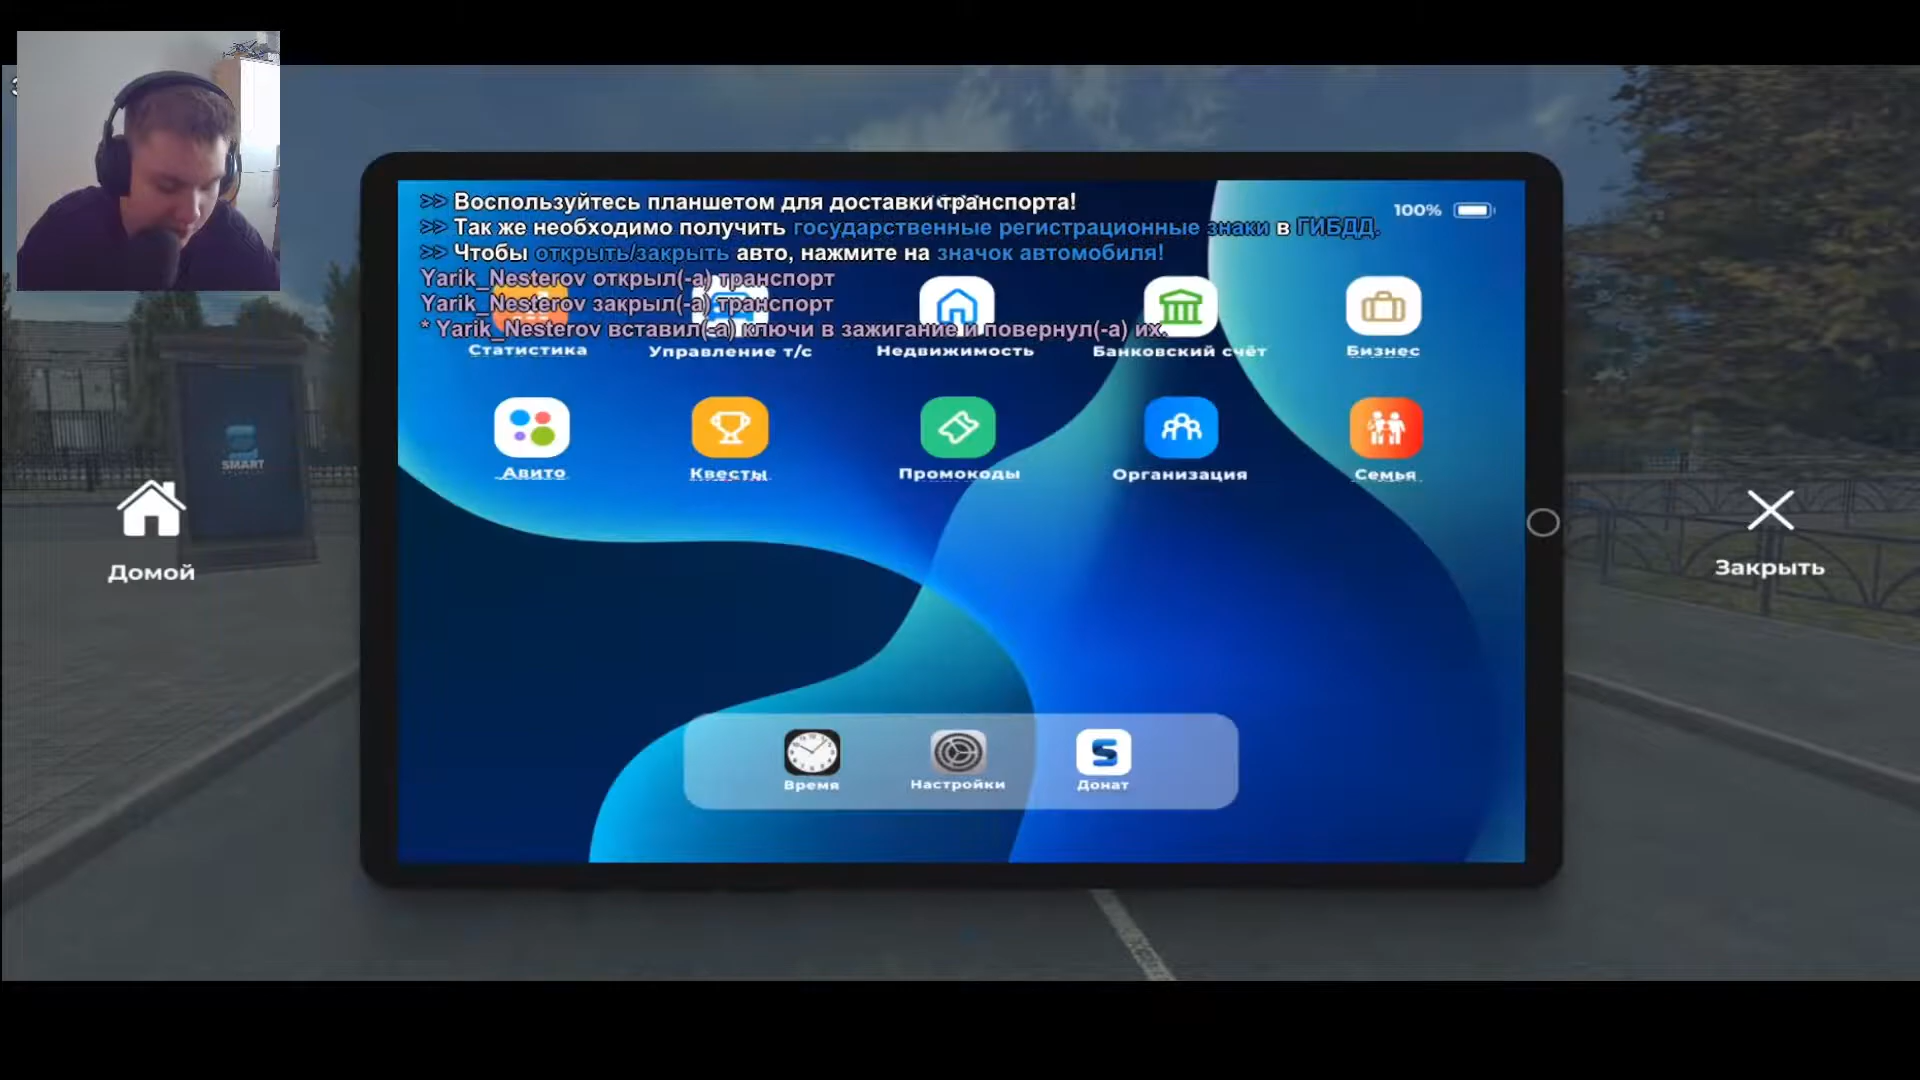 >> Воспользуйтесь планшетом для доставки транспорта!
100%
>> Так же необходимо получить государственные регистрационные знаки в ГИБДД.
>> Чтобы открыть/закрыть авто, нажмите на значок автомобиля!
Yarik_Nesterov открыл(-а) транспорт
Yarik_Nesterov закрыл(-а) транспорт
* Yarik_Nesterov вставил(-а) ключи в зажигание и повернул(-а) их.
Статистика Управление т/с Недвижимость Банковский счёт Бизнес
Авито Квесты Промокоды Организация Семья
SMART
Домой
Закрыть
Время Настройки Донат